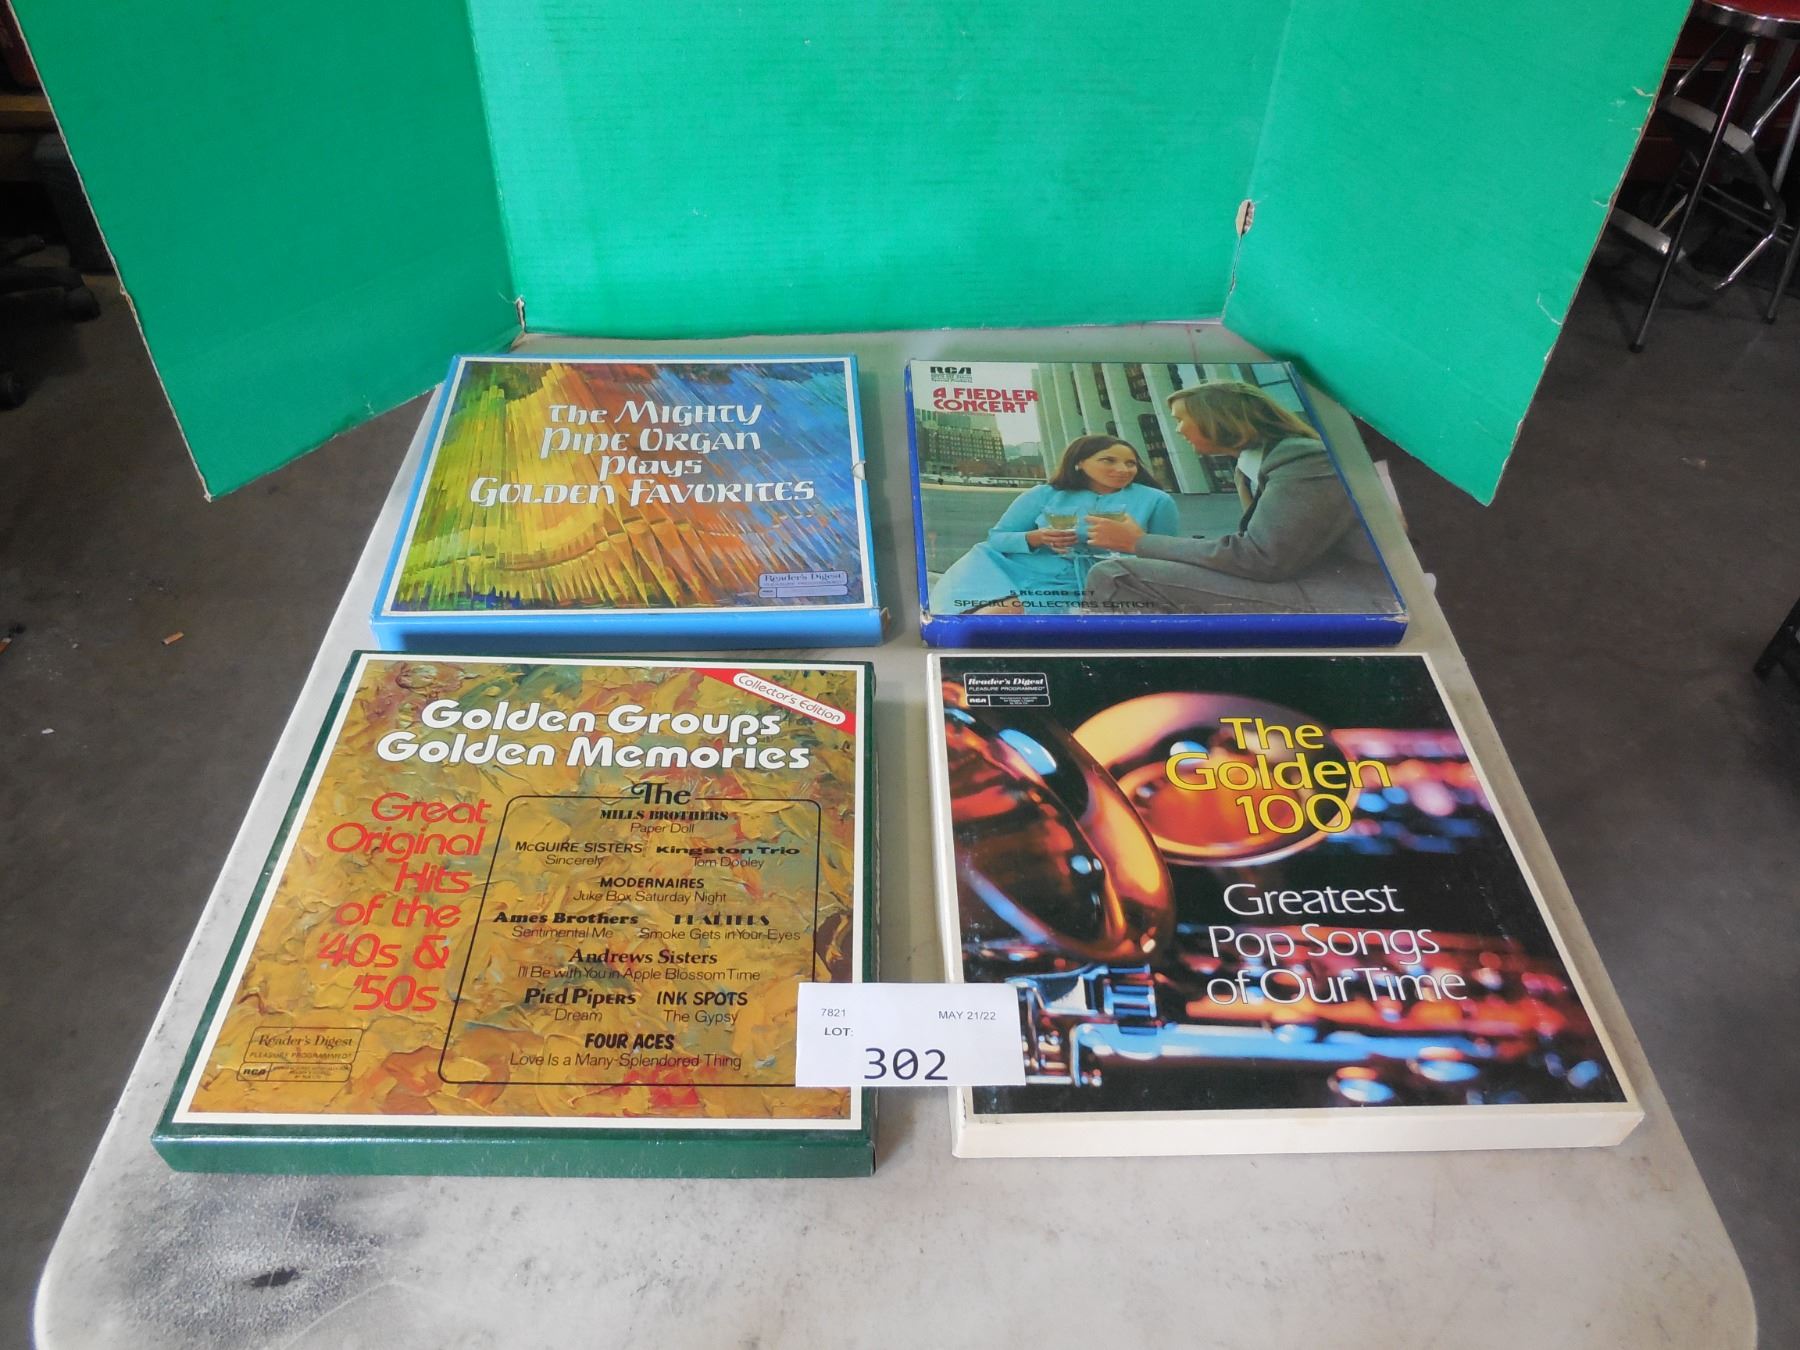 The Mighty
Pipe Organ
Plays
Golden Favorites
Reader's Digest
RCA
A FIEDLER
CONCERT
5 RECORD SET
SPECIAL COLLECTORS EDITION
Collector's Edition
Golden Groups
Golden Memories
Great
Original
Hits
of the
'40s &
'50s
The
MILLS BROTHERS
Paper Doll
McGUIRE SISTERS Kingston Trio
Sincerely Tom Dooley
MODERNAIRES
Juke Box Saturday Night
Ames Brothers PLATTERS
Sentimental Me Smoke Gets in Your Eyes
Andrews Sisters
I'll Be with You in Apple Blossom Time
PIED PIPERS INK SPOTS
Dream The Gypsy
FOUR ACES
Love Is a Many-Splendored Thing
Reader's Digest
PLEASURE PROGRAMMED
RCA
Reader's Digest
PLEASURE PROGRAMMED
RCA
The
Golden
100
Greatest
Pop Songs
of Our Time
7821 MAY 21/22
LOT:
302